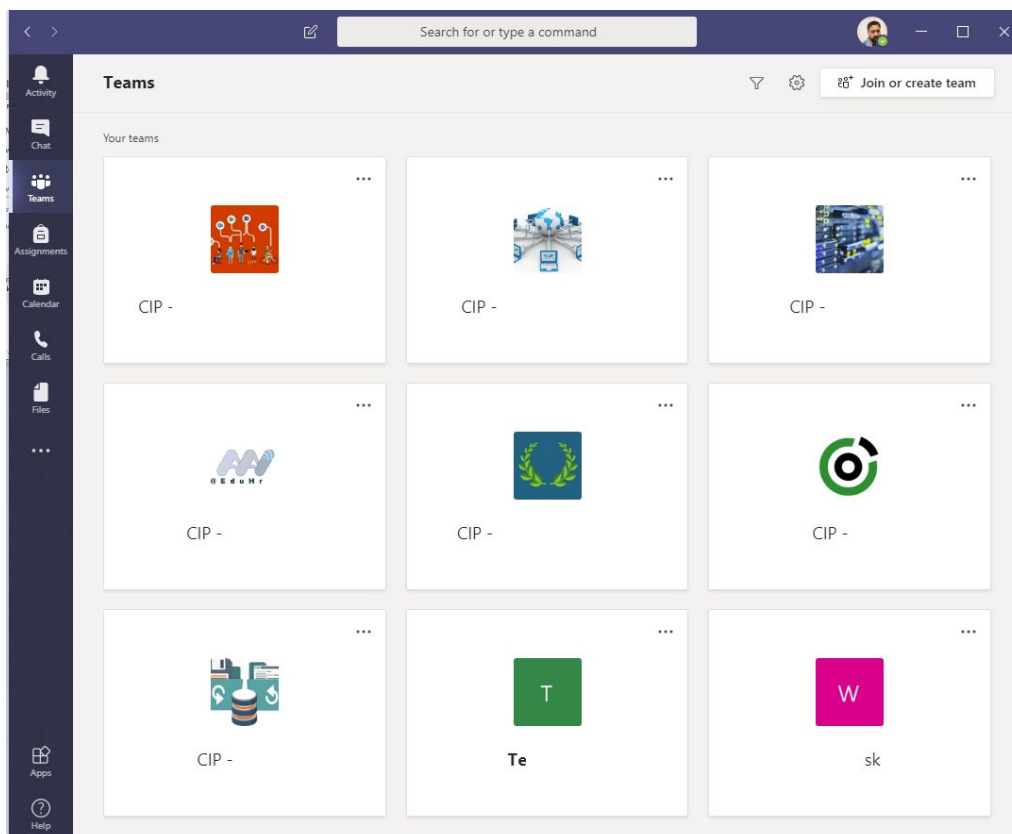 Search for or type a command
Activity
Chat
Teams
Assignments
Calendar
Calls
Files
Apps
Help
Teams
Join or create team
Your teams
CIP -
CIP -
CIP -
@EduHr
CIP -
CIP -
CIP -
CIP -
T
Te
W
sk